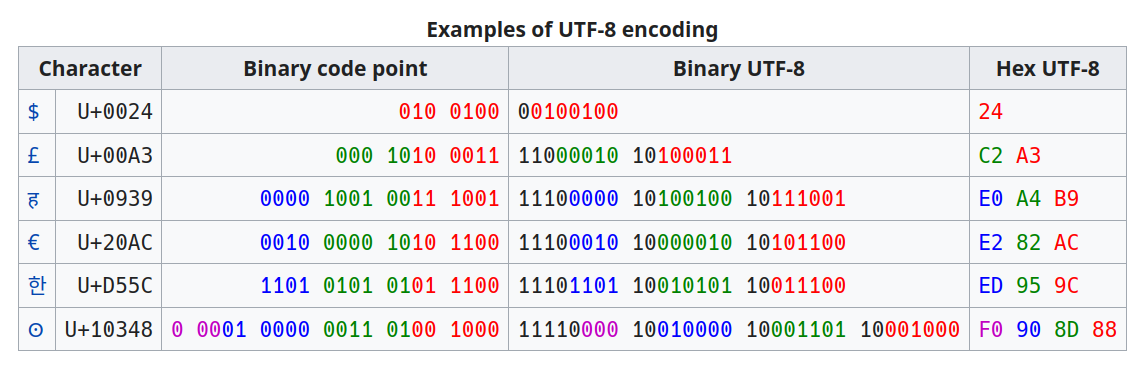 Examples of UTF-8 encoding
Character Binary code point Binary UTF-8 Hex UTF-8
$ U+0024 010 0100 00100100 24
£ U+00A3 000 1010 0011 11000010 10100011 C2 A3
ह U+0939 0000 1001 0011 1001 11100000 10100100 10111001 E0 A4 B9
€ U+20AC 0010 0000 1010 1100 11100010 10000010 10101100 E2 82 AC
한 U+D55C 1101 0101 0101 1100 11101101 10010101 10011100 ED 95 9C
𐍈 U+10348 0 0001 0000 0011 0100 1000 11110000 10010000 10001101 10001000 F0 90 8D 88